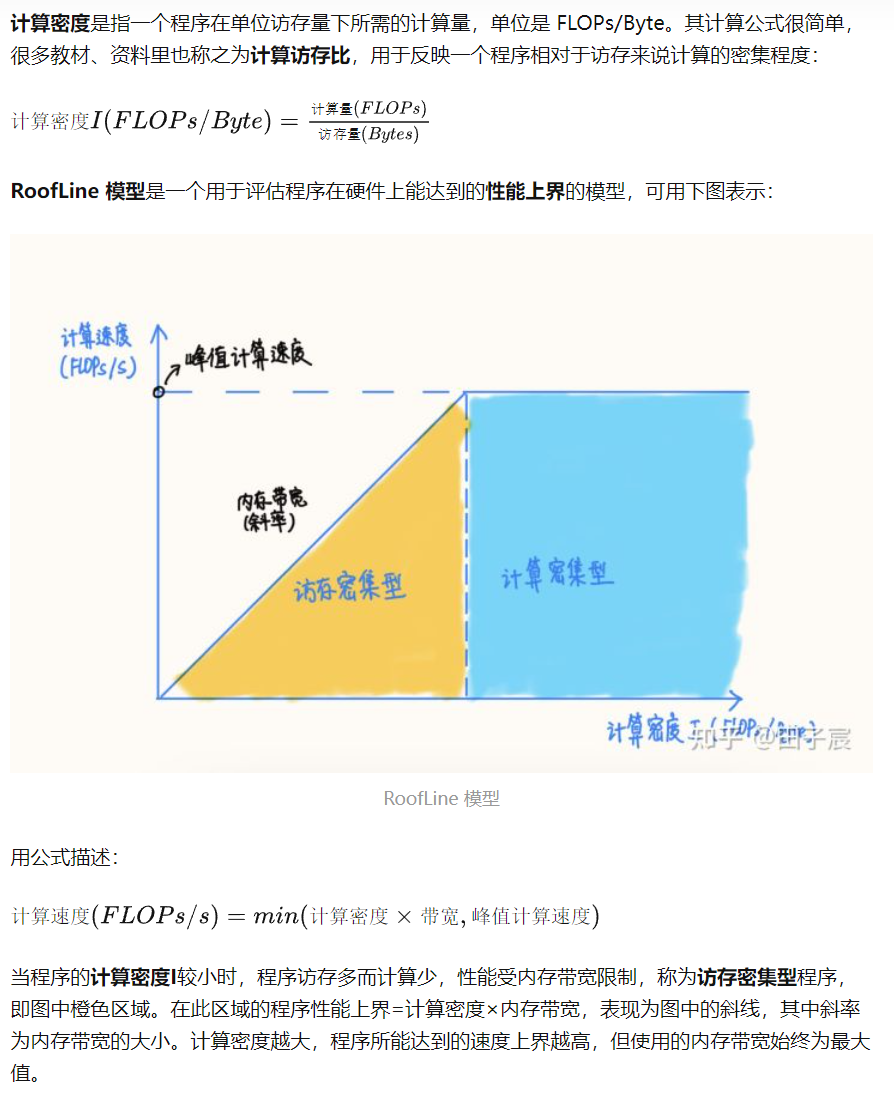 计算密度是指一个程序在单位访存量下所需的计算量，单位是 FLOPs/Byte。其计算公式很简单，
很多教材、资料里也称之为计算访存比，用于反映一个程序相对于访存来说计算的密集程度：
计算密度I(FLOPs/Byte) = 计算量(FLOPs) / 访存量(Bytes)
RoofLine 模型是一个用于评估程序在硬件上能达到的性能上界的模型，可用下图表示：
计算速度
(FLOPs/S)
峰值计算速度
内存带宽
(斜率)
访存密集型
计算密集型
计算密度 I (FLOPs/Byte)
知乎 @田子宸
RoofLine 模型
用公式描述：
计算速度(FLOPs/s) = min(计算密度 × 带宽, 峰值计算速度)
当程序的计算密度I较小时，程序访存多而计算少，性能受内存带宽限制，称为访存密集型程序，
即图中橙色区域。在此区域的程序性能上界=计算密度×内存带宽，表现为图中的斜线，其中斜率
为内存带宽的大小。计算密度越大，程序所能达到的速度上界越高，但使用的内存带宽始终为最大
值。